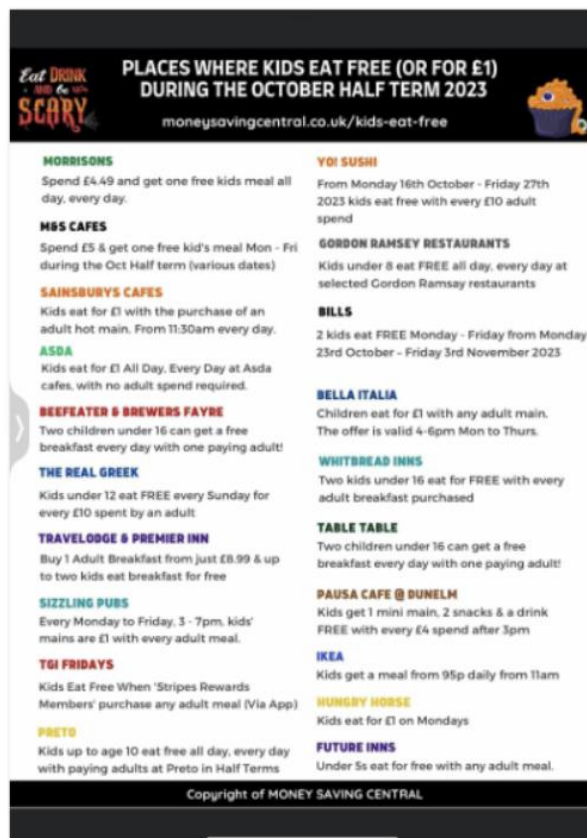 Eat DRINK
AND be
SCARY
PLACES WHERE KIDS EAT FREE (OR FOR £1)
DURING THE OCTOBER HALF TERM 2023
moneysavingcentral.co.uk/kids-eat-free
MORRISONS
Spend £4.49 and get one free kids meal all
day, every day.
M&S CAFES
Spend £5 & get one free kid's meal Mon - Fri
during the Oct Half term (various dates)
SAINSBURYS CAFES
Kids eat for £1 with the purchase of an
adult hot main. From 11:30am every day.
ASDA
Kids eat for £1 All Day, Every Day at Asda
cafes, with no adult spend required.
BEEFEATER & BREWERS FAYRE
Two children under 16 can get a free
breakfast every day with one paying adult!
THE REAL GREEK
Kids under 12 eat FREE every Sunday for
every £10 spent by an adult
TRAVELODGE & PREMIER INN
Buy 1 Adult Breakfast from just £8.99 & up
to two kids eat breakfast for free
SIZZLING PUBS
Every Monday to Friday, 3 - 7pm, kids'
mains are £1 with every adult meal.
TGI FRIDAYS
Kids Eat Free When 'Stripes Rewards
Members' purchase any adult meal (Via App)
PRETO
Kids up to age 10 eat free all day, every day
with paying adults at Preto in Half Terms
YO! SUSHI
From Monday 16th October - Friday 27th
2023 kids eat free with every £10 adult
spend
GORDON RAMSEY RESTAURANTS
Kids under 8 eat FREE all day, every day at
selected Gordon Ramsay restaurants
BILLS
2 kids eat FREE Monday - Friday from Monday
23rd October – Friday 3rd November 2023
BELLA ITALIA
Children eat for £1 with any adult main.
The offer is valid 4-6pm Mon to Thurs.
WHITBREAD INNS
Two kids under 16 eat for FREE with every
adult breakfast purchased
TABLE TABLE
Two children under 16 can get a free
breakfast every day with one paying adult!
PAUSA CAFE @ DUNELM
Kids get 1 mini main, 2 snacks & a drink
FREE with every £4 spend after 3pm
IKEA
Kids get a meal from 95p daily from 11am
HUNGRY HORSE
Kids eat for £1 on Mondays
FUTURE INNS
Under 5s eat for free with any adult meal.
Copyright of MONEY SAVING CENTRAL